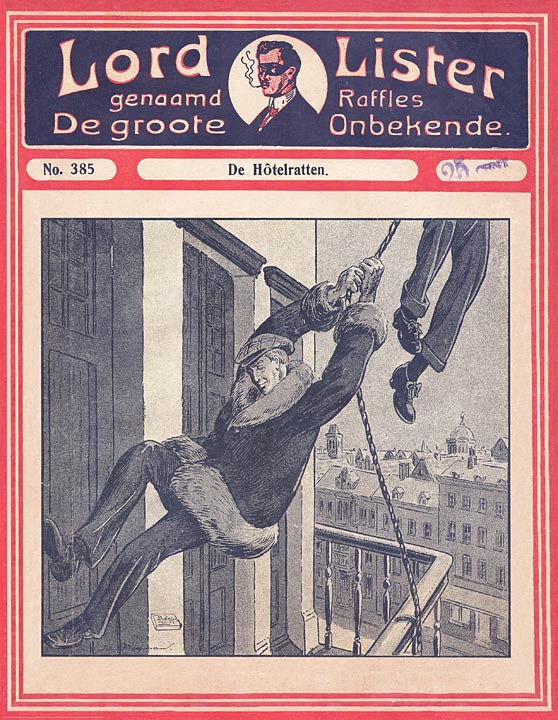 Lord Lister
genaamd Raffles
De groote Onbekende.
No. 385 De Hôtelratten.